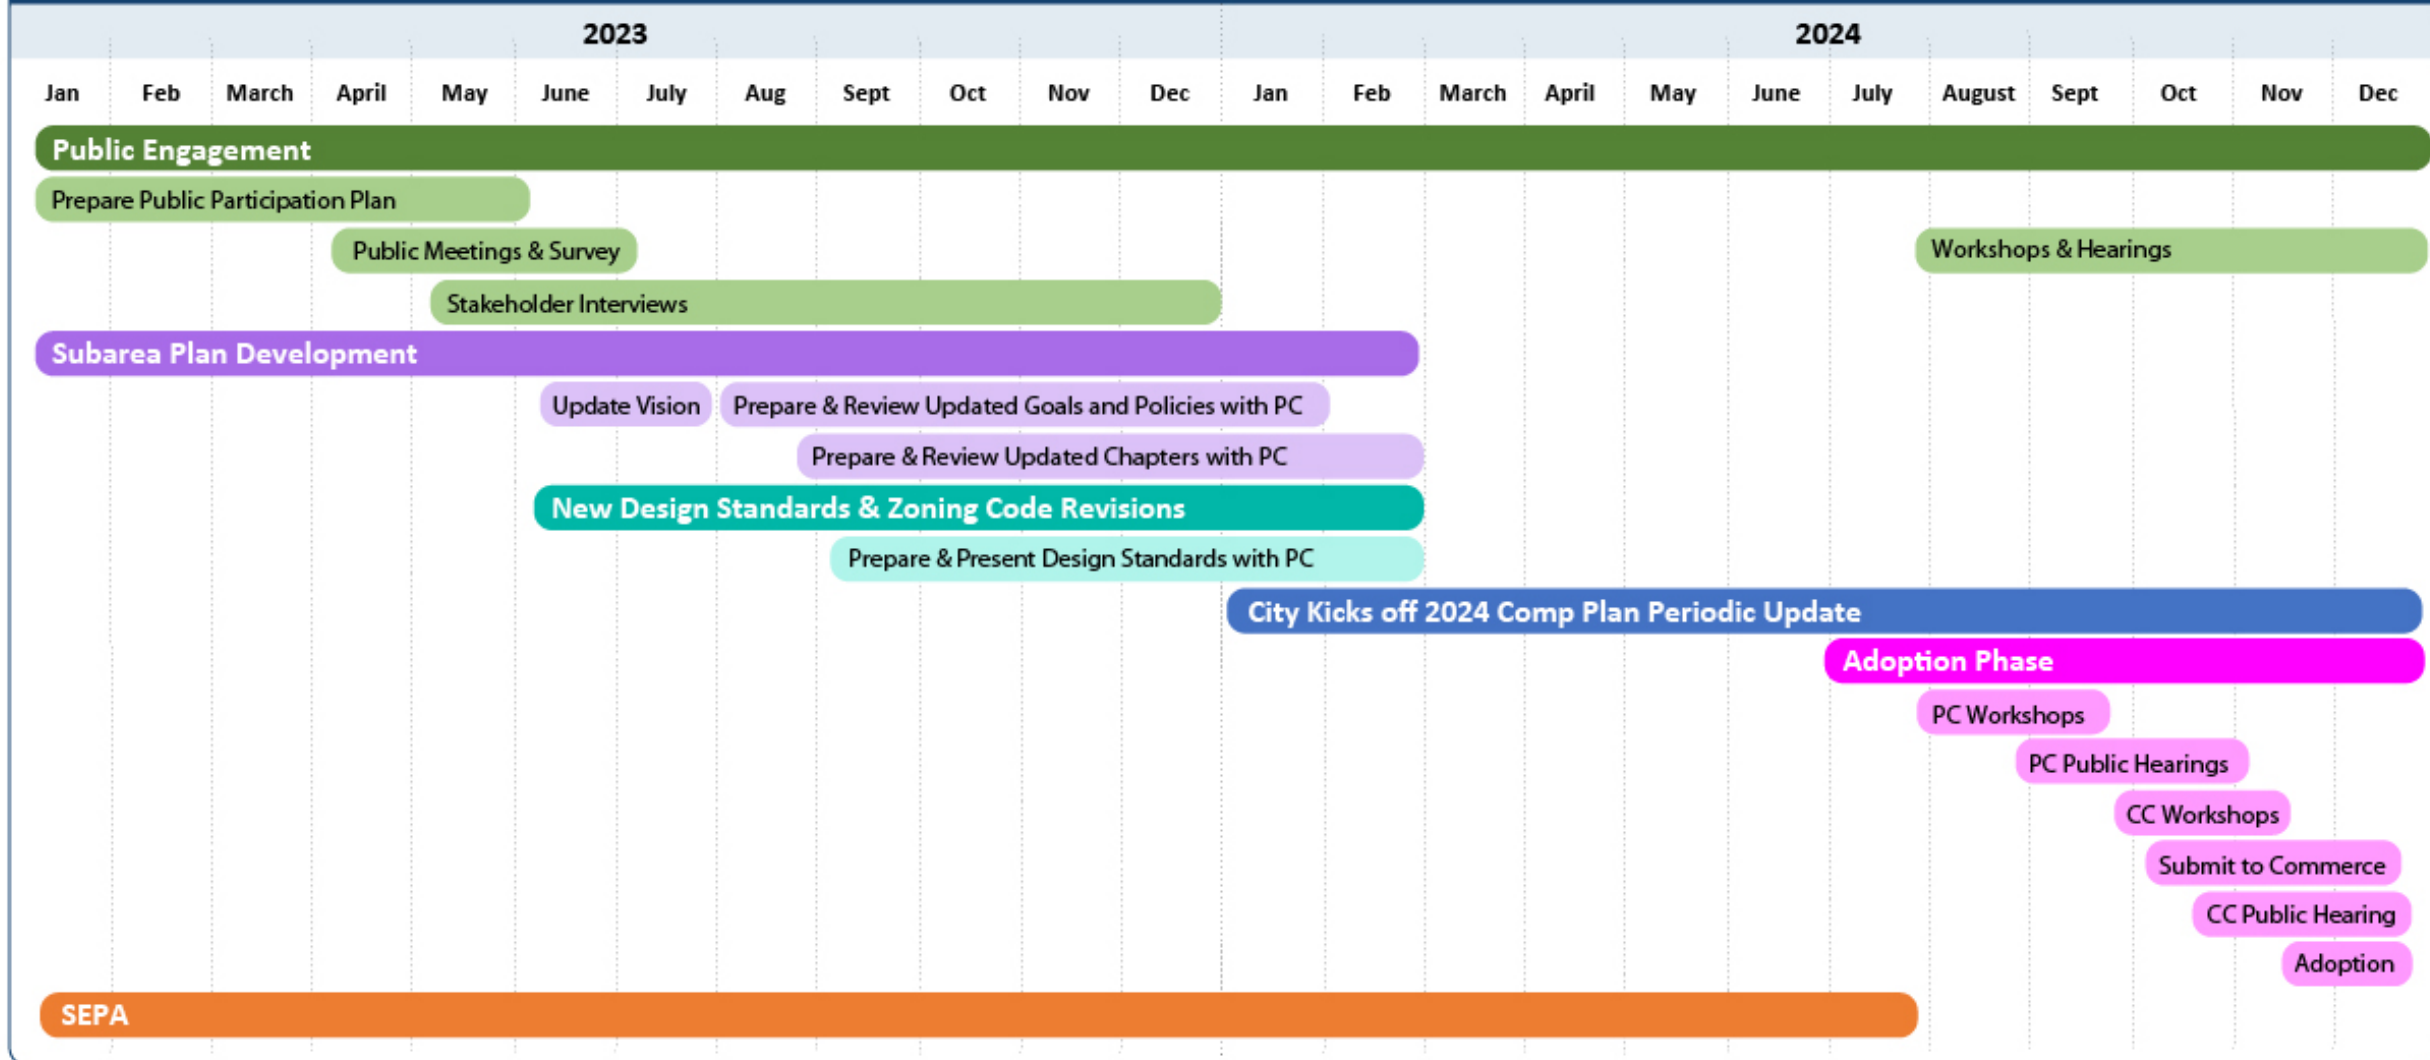 2023 2024
Jan Feb March April May June July Aug Sept Oct Nov Dec Jan Feb March April May June July August Sept Oct Nov Dec
Public Engagement
Prepare Public Participation Plan
Public Meetings & Survey Workshops & Hearings
Stakeholder Interviews
Subarea Plan Development
Update Vision Prepare & Review Updated Goals and Policies with PC
Prepare & Review Updated Chapters with PC
New Design Standards & Zoning Code Revisions
Prepare & Present Design Standards with PC
City Kicks off 2024 Comp Plan Periodic Update
Adoption Phase
PC Workshops
PC Public Hearings
CC Workshops
Submit to Commerce
CC Public Hearing
Adoption
SEPA